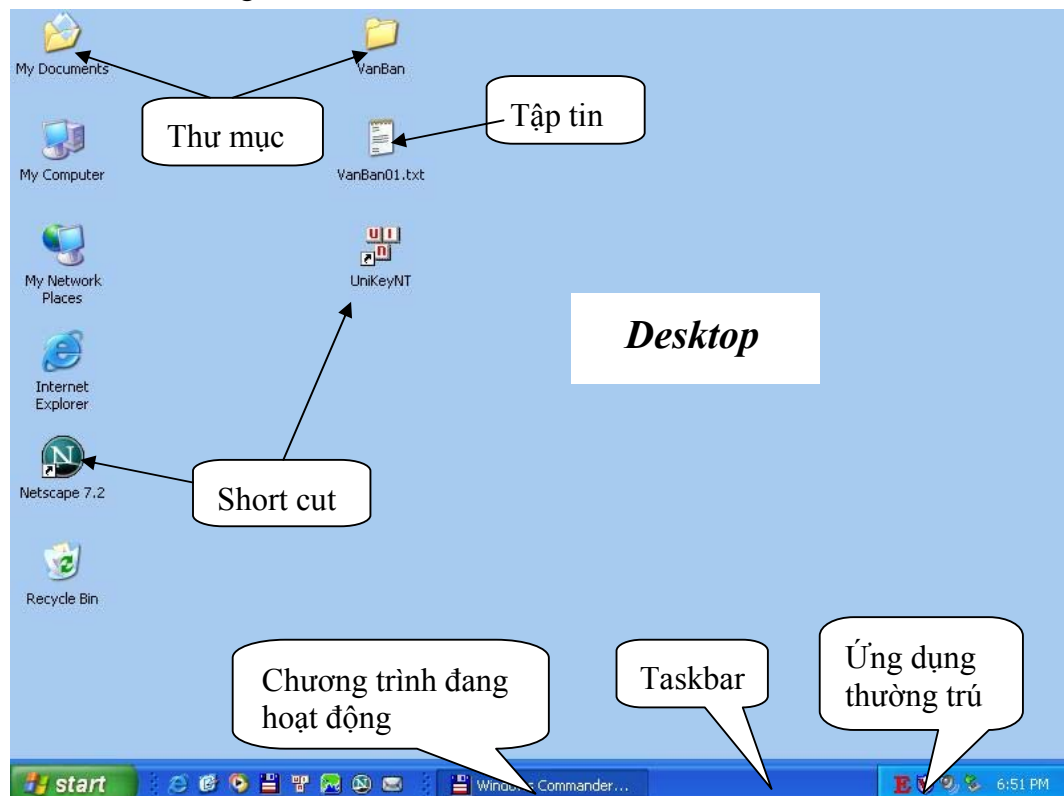 My Documents
VanBan
Thư mục
Tập tin
My Computer
VanBan01.txt
My Network
Places
UniKeyNT
Desktop
Internet
Explorer
Netscape 7.2
Short cut
Recycle Bin
Chương trình đang
hoạt động
Taskbar
Ứng dụng
thường trú
start
Windows Commander...
6:51 PM